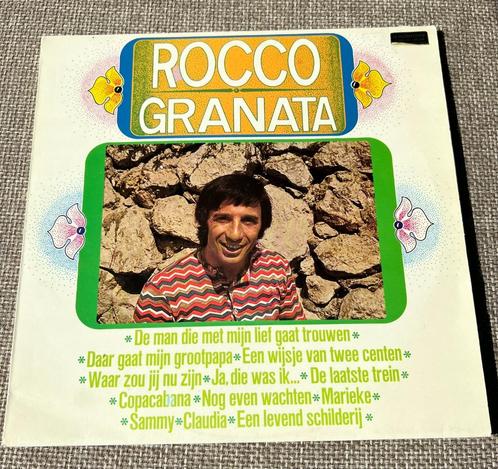 ROCCO
GRANATA
*De man die met mijn lief gaat trouwen*
*Daar gaat mijn grootpapa*Een wijsje van twee centen*
*Waar zou jij nu zijn*Ja, die was ik...*De laatste trein*
*Copacabana*Nog even wachten*Marieke*
*Sammy*Claudia*Een levend schilderij*